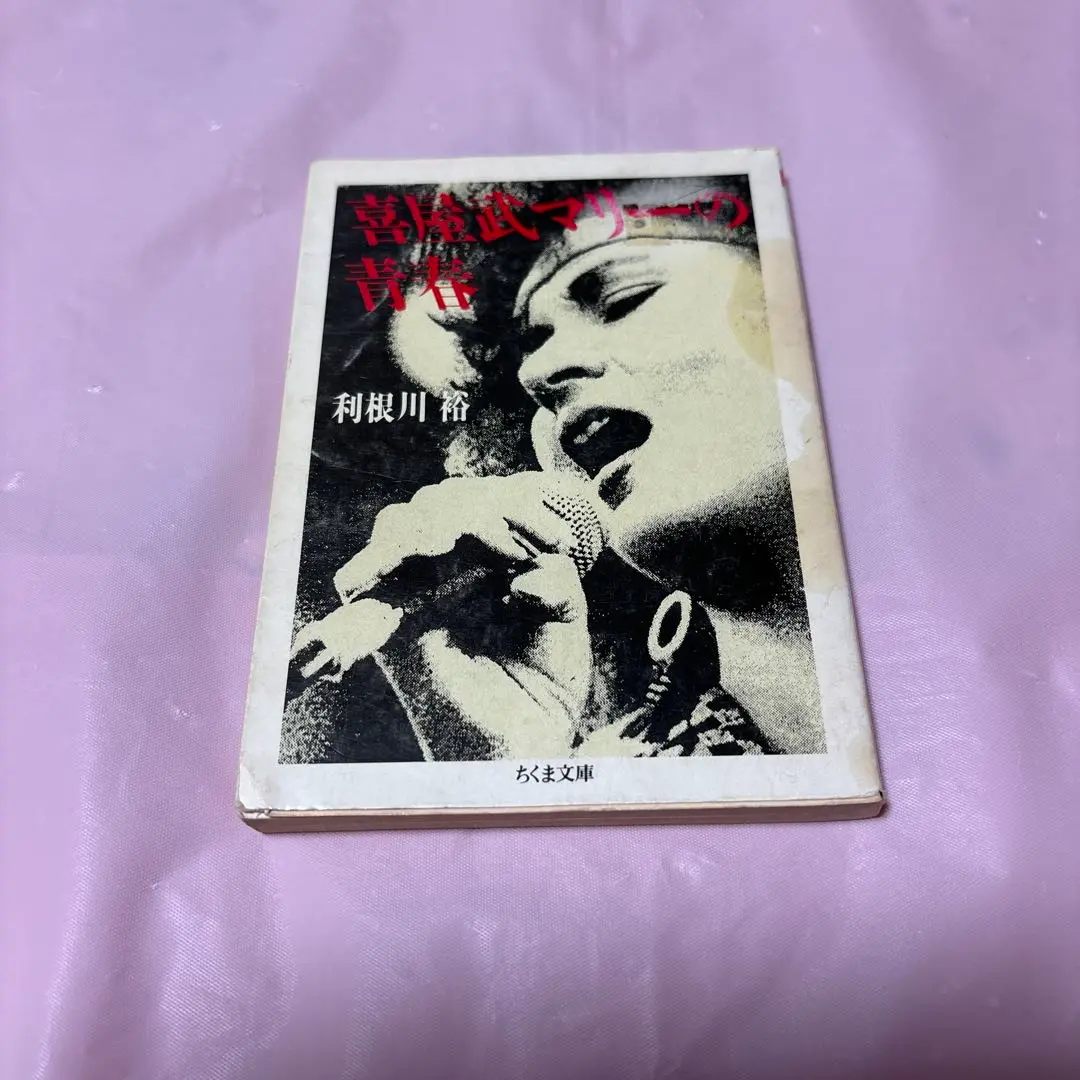 喜屋武マリーの
青春
利根川 裕
ちくま文庫